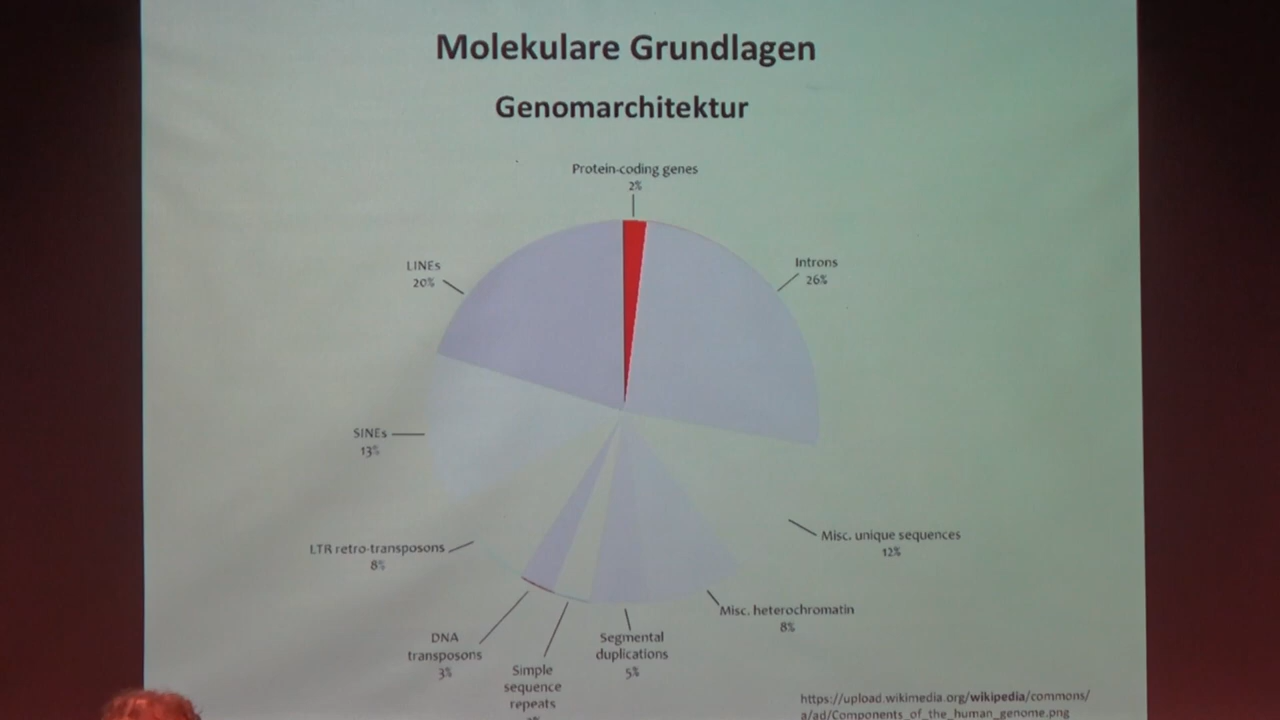 Molekulare Grundlagen
Genomarchitektur
Protein-coding genes
2%
LINEs
20%
Introns
26%
SINEs
13%
LTR retro-transposons
8%
Misc. unique sequences
12%
Misc. heterochromatin
8%
DNA
transposons
3%
Simple
sequence
repeats
Segmental
duplications
5%
https://upload.wikimedia.org/wikipedia/commons/
a/ad/Components_of_the_human_genome.png